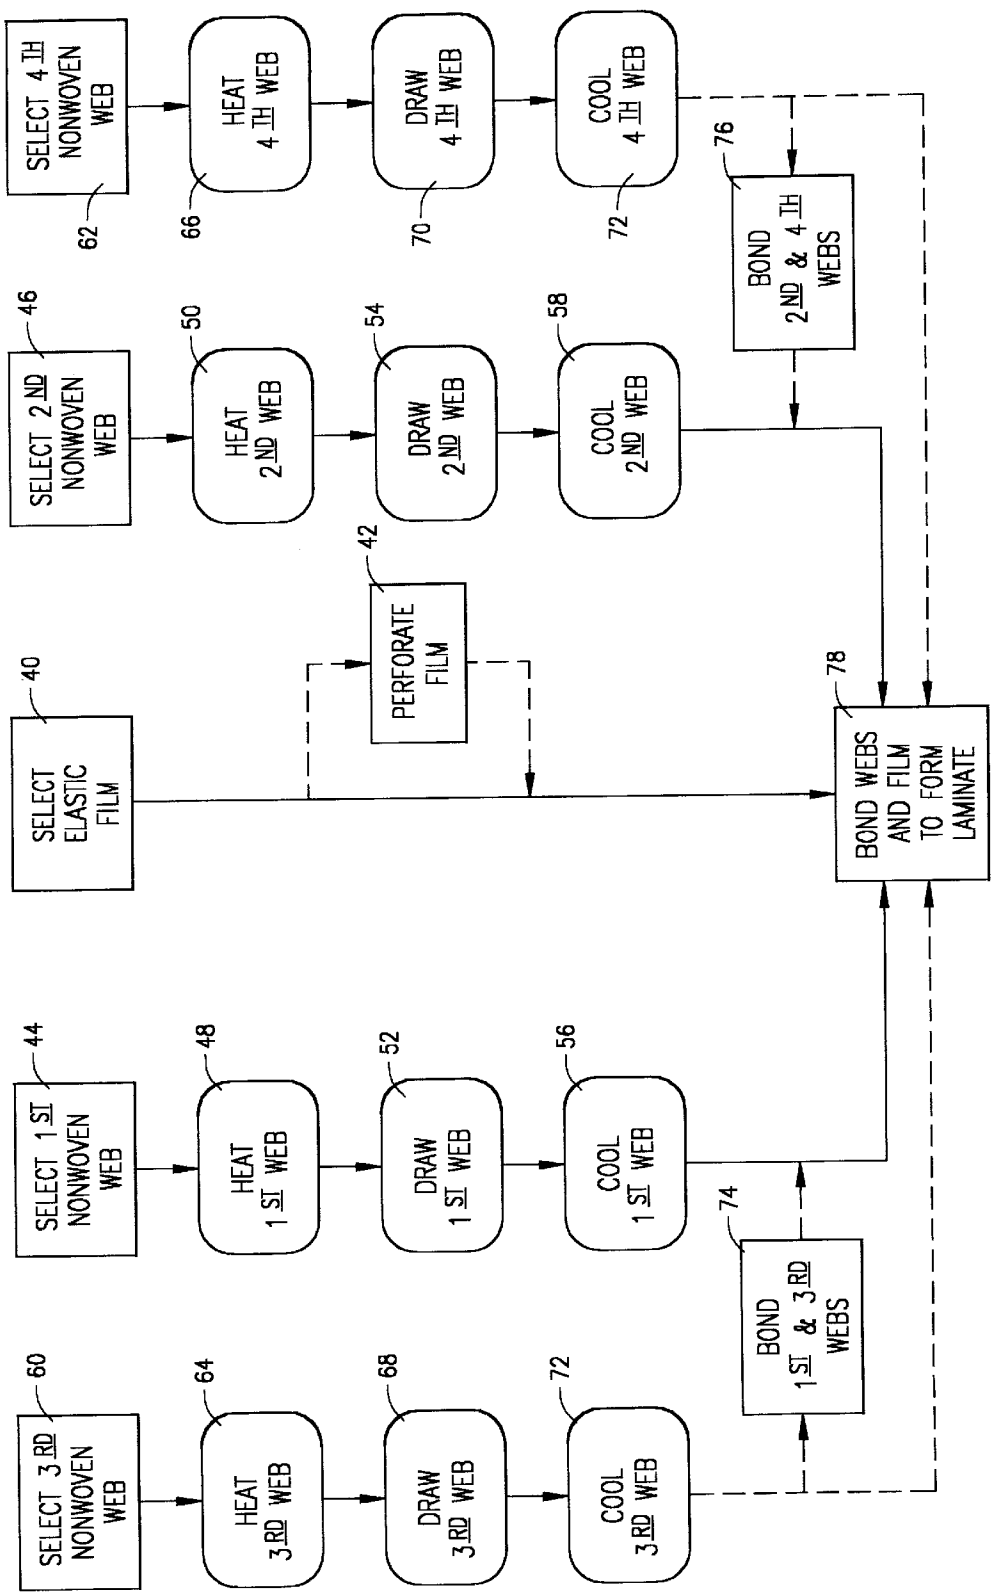 60
SELECT 3RD
NONWOVEN
WEB
64
HEAT
3RD WEB
68
DRAW
3RD WEB
72
COOL
3RD WEB
74
BOND
1ST & 3RD
WEBS
44
SELECT 1ST
NONWOVEN
WEB
48
HEAT
1ST WEB
52
DRAW
1ST WEB
56
COOL
1ST WEB
40
SELECT
ELASTIC
FILM
42
PERFORATE
FILM
78
BOND WEBS
AND FILM
TO FORM
LAMINATE
46
SELECT 2ND
NONWOVEN
WEB
50
HEAT
2ND WEB
54
DRAW
2ND WEB
58
COOL
2ND WEB
76
BOND
2ND & 4TH
WEBS
62
SELECT 4TH
NONWOVEN
WEB
66
HEAT
4TH WEB
70
DRAW
4TH WEB
72
COOL
4TH WEB